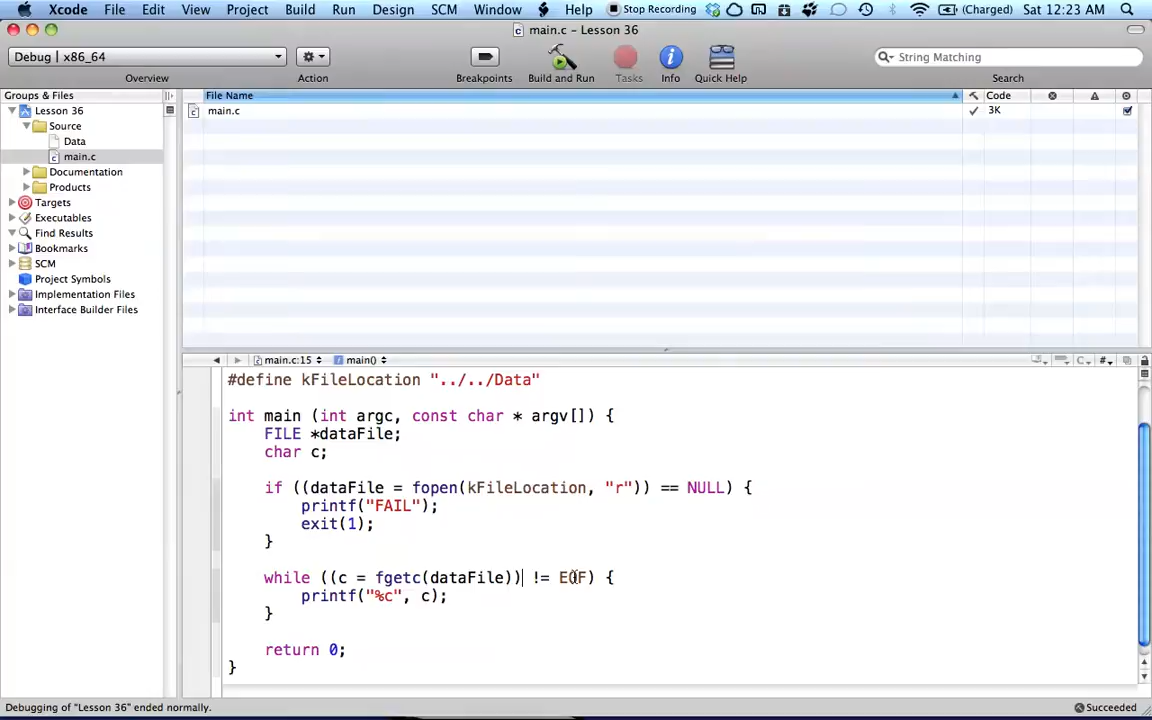 Xcode File Edit View Project Build Run Design SCM Window Help Stop Recording (Charged) Sat 12:23 AM
main.c – Lesson 36
Debug | x86_64
String Matching
Overview Action Breakpoints Build and Run Tasks Info Quick Help Search
Groups & Files
Lesson 36
Source
Data
main.c
Documentation
Products
Targets
Executables
Find Results
Bookmarks
SCM
Project Symbols
Implementation Files
Interface Builder Files
File Name Code
main.c 3K
main.c:15 main() C #
#define kFileLocation "../../Data"
int main (int argc, const char * argv[]) {
FILE *dataFile;
char c;
if ((dataFile = fopen(kFileLocation, "r")) == NULL) {
printf("FAIL");
exit(1);
}
while ((c = fgetc(dataFile)) != EOF) {
printf("%c", c);
}
return 0;
}
Debugging of "Lesson 36" ended normally. Succeeded